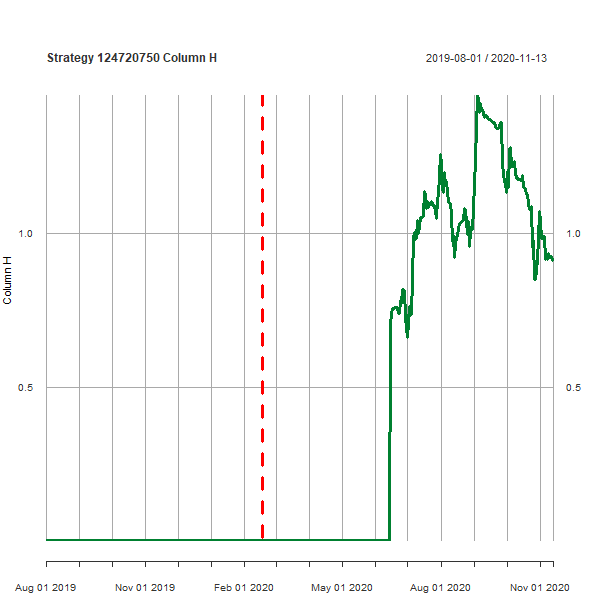 Strategy 124720750 Column H 2019-08-01 / 2020-11-13
1.0 1.0
Column H
0.5 0.5
Aug 01 2019 Nov 01 2019 Feb 01 2020 May 01 2020 Aug 01 2020 Nov 01 2020